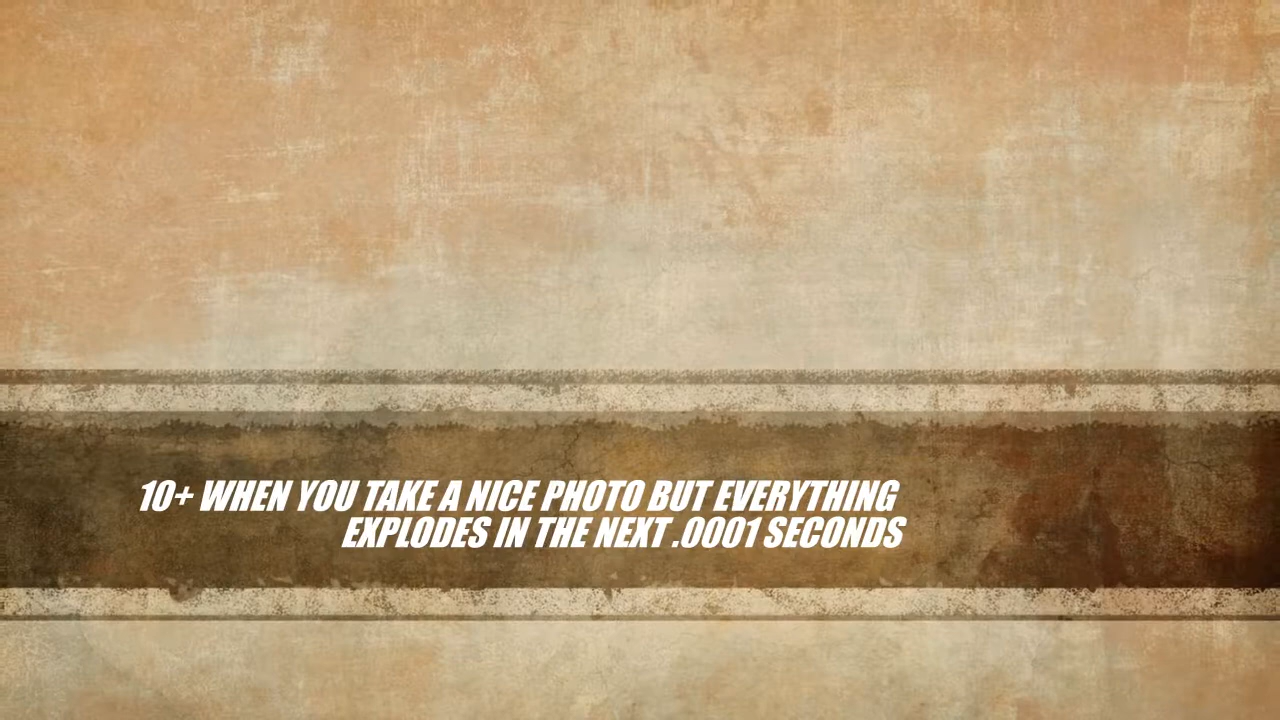 10+ WHEN YOU TAKE A NICE PHOTO BUT EVERYTHING
EXPLODES IN THE NEXT .0001 SECONDS